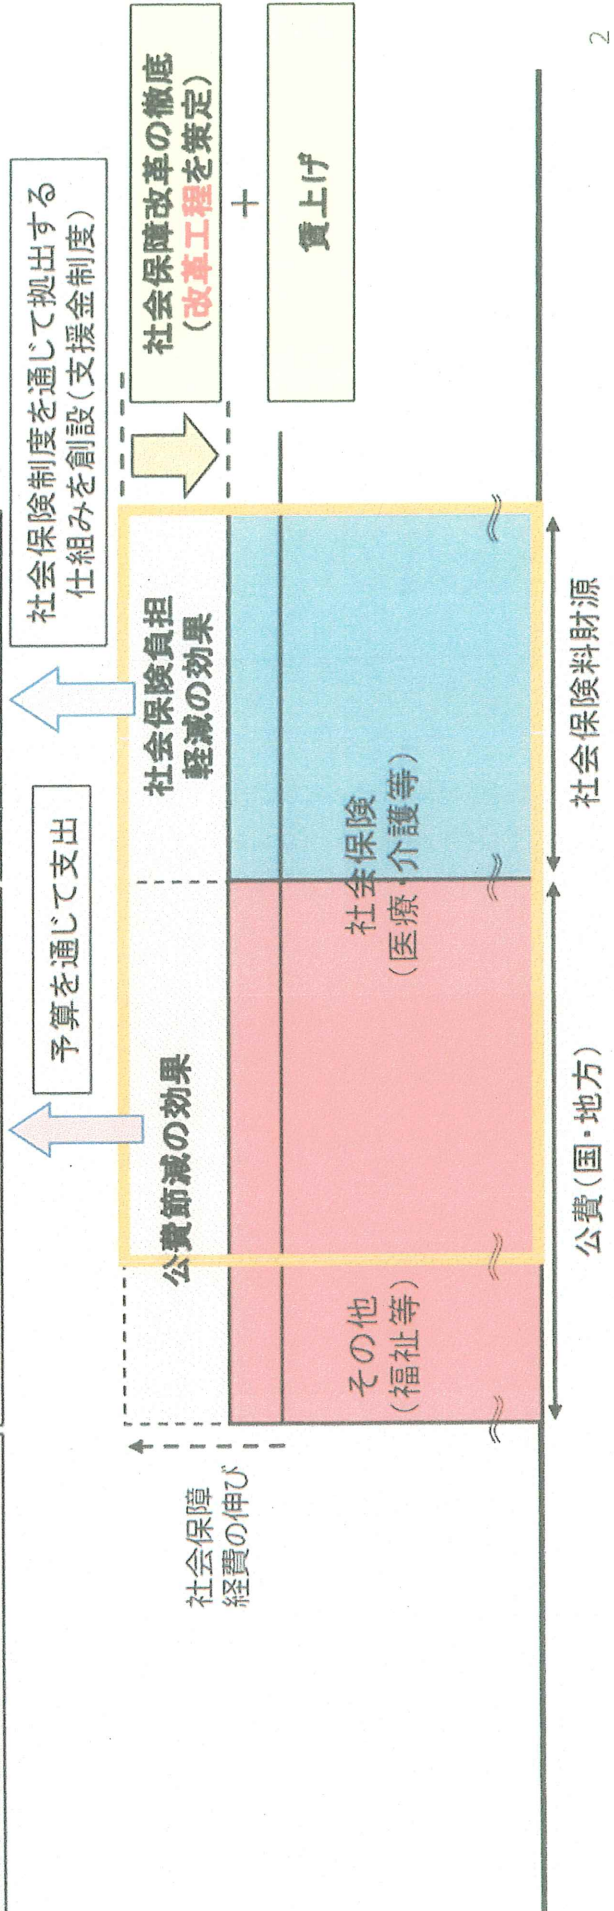 予算を通じて支出
社会保険制度を通じて拠出する
仕組みを創設(支援金制度)
社会保障
経費の伸び
公費節減の効果
社会保険負担
軽減の効果
社会保障改革の徹底
(改革工程を策定)
+
賃上げ
その他
(福祉等)
社会保険
(医療・介護等)
公費(国・地方)
社会保険料財源
2